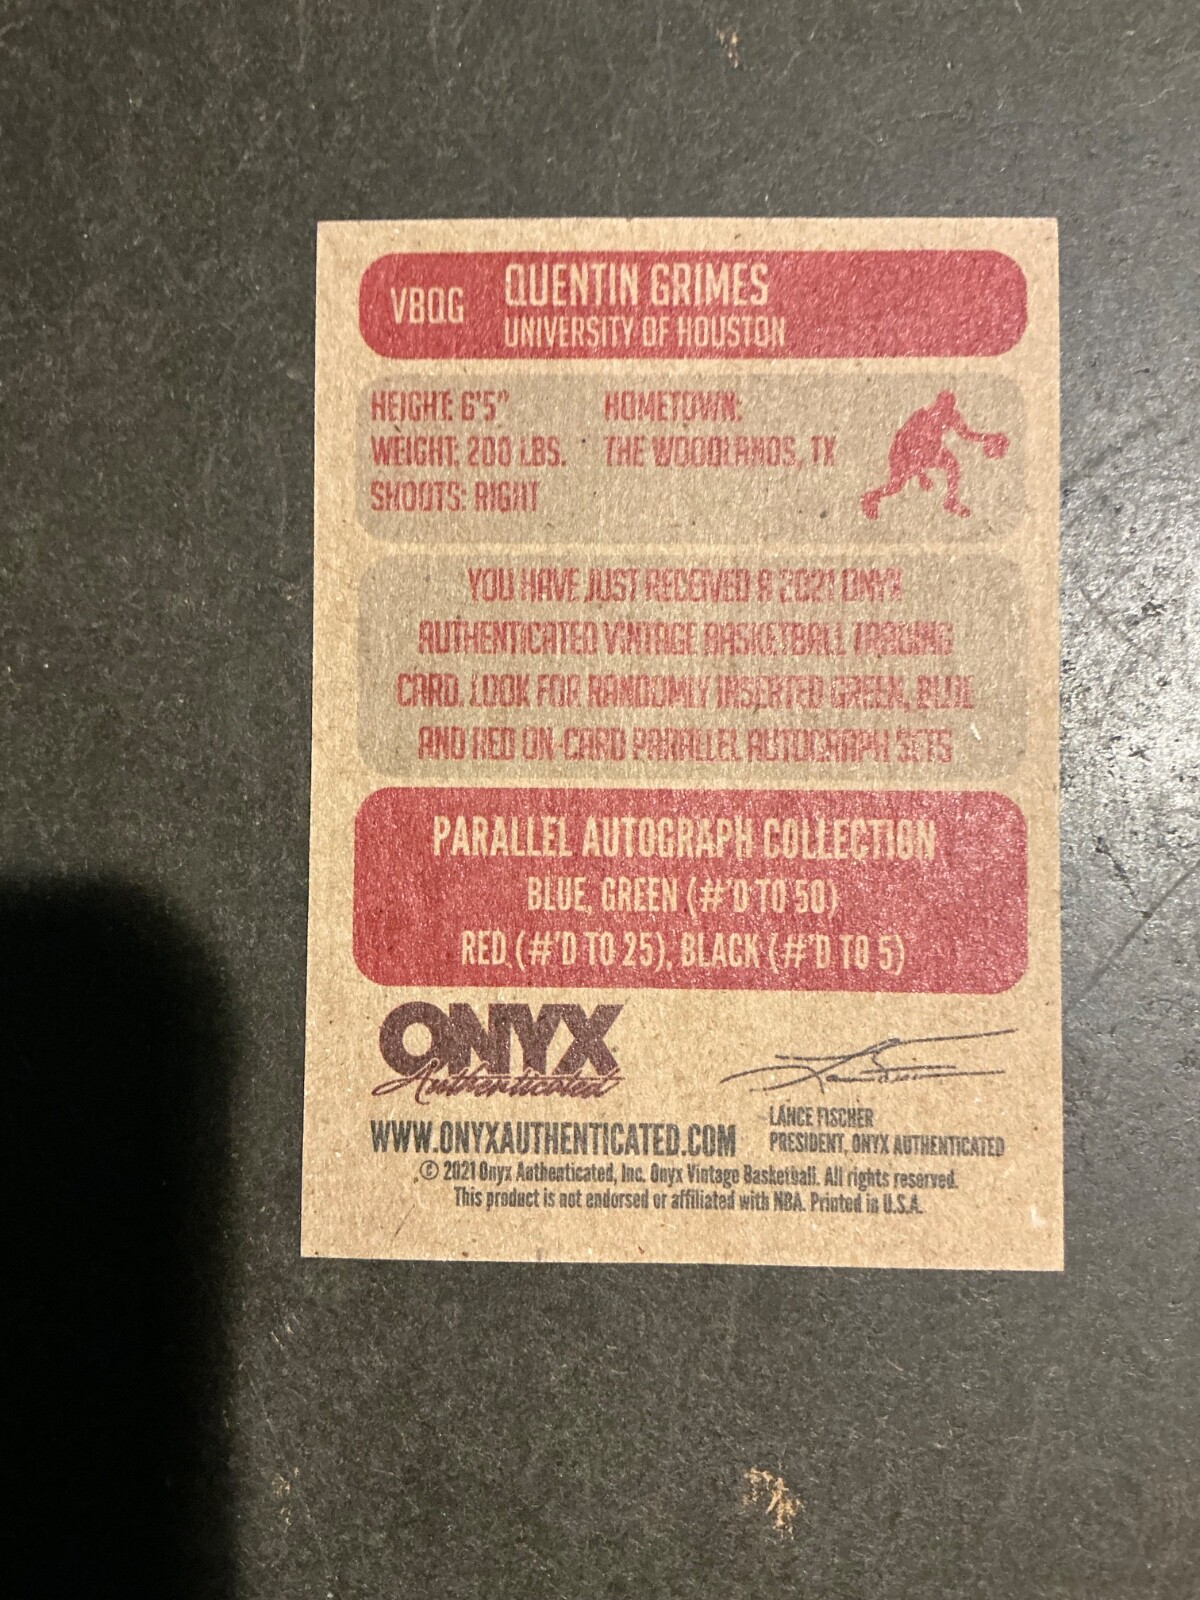 VBQG
QUENTIN GRIMES
UNIVERSITY OF HOUSTON
HEIGHT: 6'5"
WEIGHT: 200 LBS.
SHOOTS: RIGHT
HOMETOWN:
THE WOODLANDS, TX
YOU HAVE JUST RECEIVED A 2021 ONYX
AUTHENTICATED VINTAGE BASKETBALL TRADING
CARD. LOOK FOR RANDOMLY INSERTED GREEN, BLUE
AND RED ON-CARD PARALLEL AUTOGRAPH SETS
PARALLEL AUTOGRAPH COLLECTION
BLUE, GREEN (#'D TO 50)
RED (#'D TO 25), BLACK (#'D TO 5)
ONYX
Authenticated
WWW.ONYXAUTHENTICATED.COM
LANCE FISCHER
PRESIDENT, ONYX AUTHENTICATED
© 2021 Onyx Authenticated, Inc. Onyx Vintage Basketball. All rights reserved.
This product is not endorsed or affiliated with NBA. Printed in U.S.A.